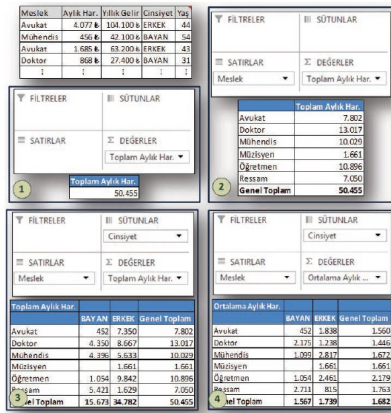 Meslek Aylık Har. Yıllık Gelir Cinsiyet Yaş
Avukat 4.077 ₺ 104.100 ₺ ERKEK 44
Mühendis 456 ₺ 42.100 ₺ BAYAN 54
Avukat 1.685 ₺ 63.200 ₺ ERKEK 43
Doktor 868 ₺ 27.400 ₺ BAYAN 31
⋮ ⋮ ⋮ ⋮ ⋮
FİLTRELER SÜTUNLAR
SATIRLAR Σ DEĞERLER
Toplam Aylık Har.
1
Toplam Aylık Har.
50.455
FİLTRELER SÜTUNLAR
SATIRLAR Σ DEĞERLER
Meslek Toplam Aylık Har.
Toplam Aylık Har.
Avukat 7.802
Doktor 13.017
Mühendis 10.029
Müzisyen 1.661
Öğretmen 10.896
Ressam 7.050
Genel Toplam 50.455
2
FİLTRELER SÜTUNLAR
Cinsiyet
SATIRLAR Σ DEĞERLER
Meslek Toplam Aylık Har.
Toplam Aylık Har.
BAYAN ERKEK Genel Toplam
Avukat 452 7.350 7.802
Doktor 4.350 8.667 13.017
Mühendis 4.396 5.633 10.029
Müzisyen 1.661 1.661
Öğretmen 1.054 9.842 10.896
5.421 1.629 7.050
Toplam 15.673 34.782 50.455
3
FİLTRELER SÜTUNLAR
Cinsiyet
SATIRLAR Σ DEĞERLER
Meslek Ortalama Aylık ...
Ortalama Aylık Har.
BAYAN ERKEK Genel Toplam
Avukat 452 1.838 1.560
Doktor 2.175 1.238 1.446
Mühendis 1.099 2.817 1.672
Müzisyen 1.661 1.661
Öğretmen 1.054 2.461 2.179
2.711 815 1.763
Toplam 1.567 1.739 1.682
4